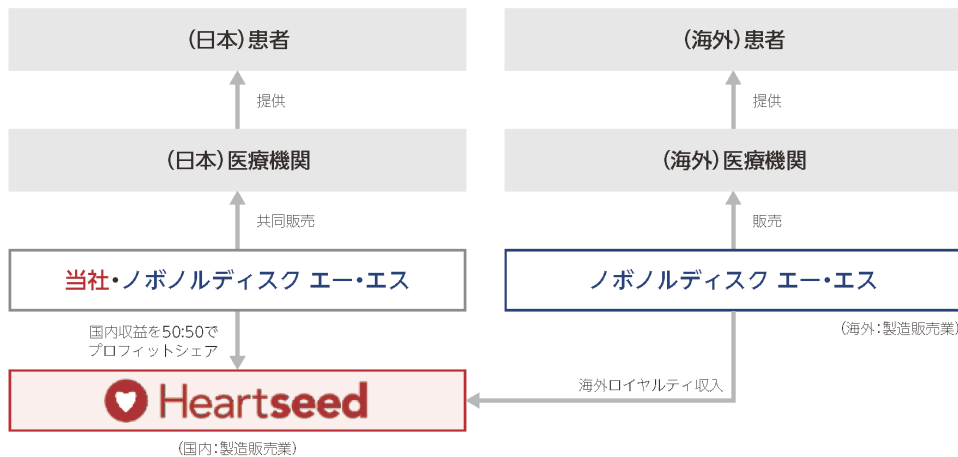 (日本)患者
提供
(日本)医療機関
共同販売
当社・ノボノルディスク エー・エス
国内収益を50:50で
プロフィットシェア
Heartseed
(国内:製造販売業)
(海外)患者
提供
(海外)医療機関
販売
ノボノルディスク エー・エス
(海外:製造販売業)
海外ロイヤルティ収入